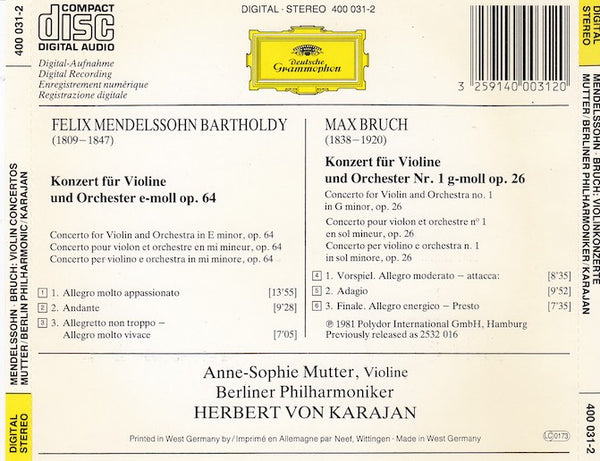 COMPACT
disc
DIGITAL AUDIO
DIGITAL · STEREO 400 031-2
Deutsche
Grammophon
3 259140 003120
Digital-Aufnahme
Digital Recording
Enregistrement numérique
Registrazione digitale
FELIX MENDELSSOHN BARTHOLDY
(1809–1847)
Konzert für Violine
und Orchester e-moll op. 64
Concerto for Violin and Orchestra in E minor, op. 64
Concerto pour violon et orchestre en mi mineur, op. 64
Concerto per violino e orchestra in mi minore, op. 64
1 1. Allegro molto appassionato [13'55]
2 2. Andante [9'28]
3 3. Allegretto non troppo –
Allegro molto vivace [7'05]
MAX BRUCH
(1838–1920)
Konzert für Violine
und Orchester Nr. 1 g-moll op. 26
Concerto for Violin and Orchestra no. 1
in G minor, op. 26
Concerto pour violon et orchestre n° 1
en sol mineur, op. 26
Concerto per violino e orchestra n. 1
in sol minore, op. 26
4 1. Vorspiel. Allegro moderato – attacca: [8'35]
5 2. Adagio [9'52]
6 3. Finale. Allegro energico – Presto [7'35]
℗ 1981 Polydor International GmbH, Hamburg
Previously released as 2532 016
Anne-Sophie Mutter, Violine
Berliner Philharmoniker
HERBERT VON KARAJAN
Printed in West Germany by/Imprimé en Allemagne par Neef, Wittingen · Made in West Germany
LC 0173
400 031-2
MENDELSSOHN · BRUCH: VIOLIN CONCERTOS
MUTTER/BERLIN PHILHARMONIC/KARAJAN
DIGITAL
STEREO
DIGITAL
STEREO
MENDELSSOHN · BRUCH: VIOLINKONZERTE
MUTTER/BERLINER PHILHARMONIKER/KARAJAN
400 031-2